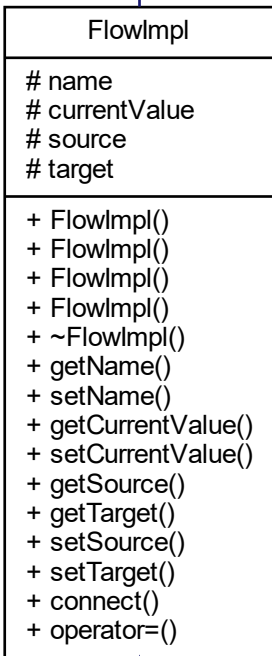 FlowImpl
# name
# currentValue
# source
# target
+ FlowImpl()
+ FlowImpl()
+ FlowImpl()
+ FlowImpl()
+ ~FlowImpl()
+ getName()
+ setName()
+ getCurrentValue()
+ setCurrentValue()
+ getSource()
+ getTarget()
+ setSource()
+ setTarget()
+ connect()
+ operator=()